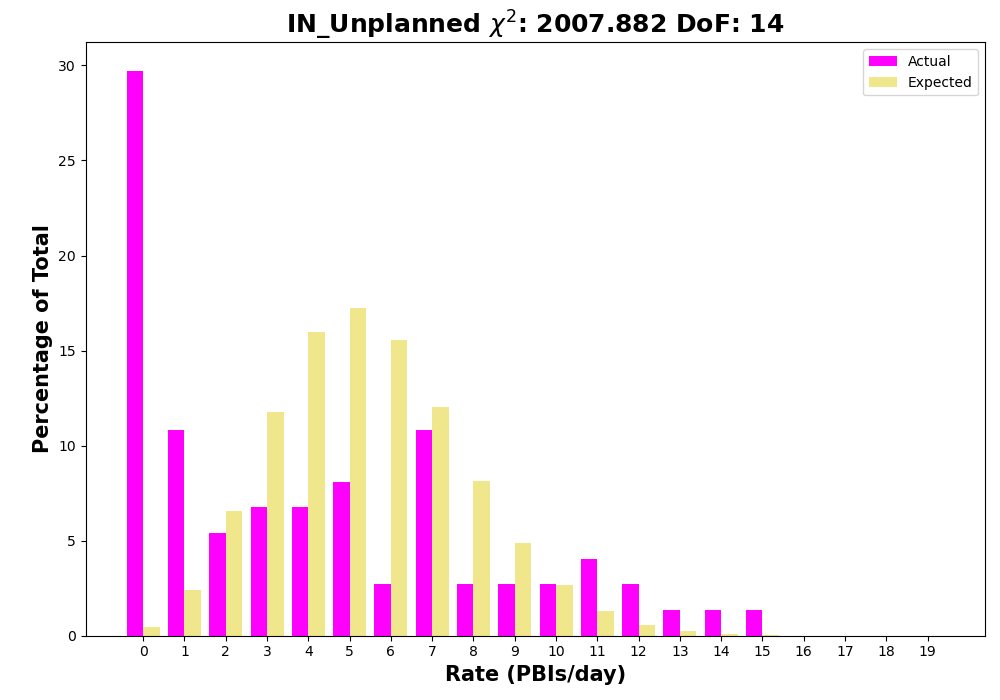 IN_Unplanned χ²: 2007.882 DoF: 14
Actual
Expected
Percentage of Total
30
25
20
15
10
5
0
0 1 2 3 4 5 6 7 8 9 10 11 12 13 14 15 16 17 18 19
Rate (PBIs/day)